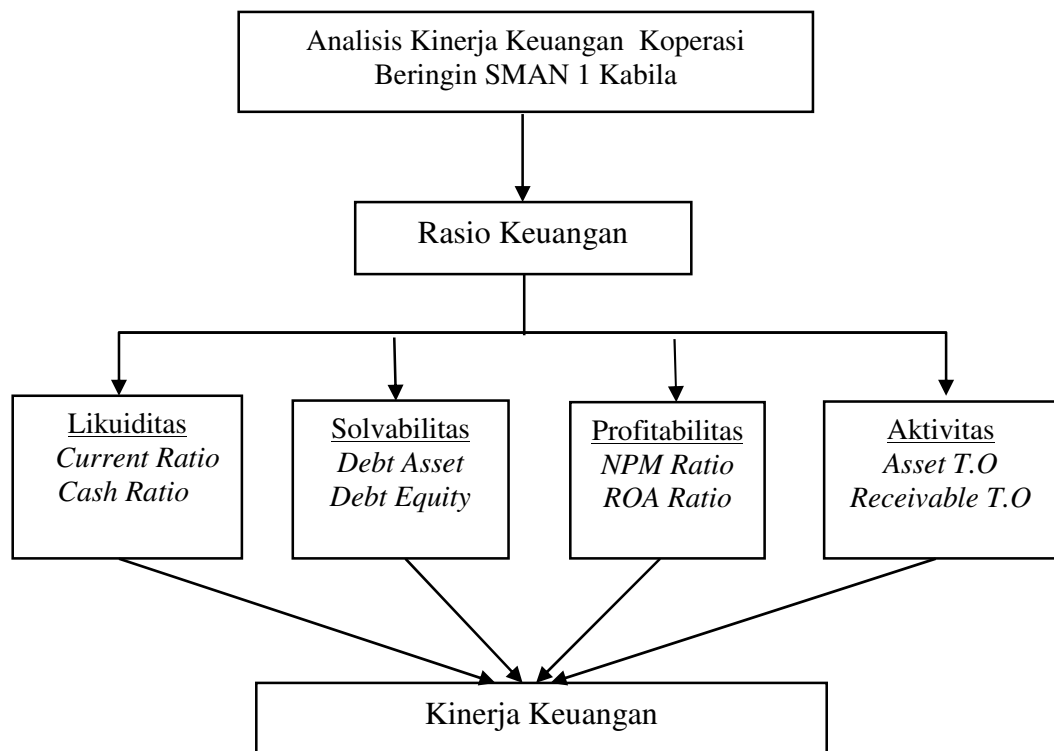 Analisis Kinerja Keuangan Koperasi
Beringin SMAN 1 Kabila
Rasio Keuangan
Likuiditas
Current Ratio
Cash Ratio
Solvabilitas
Debt Asset
Debt Equity
Profitabilitas
NPM Ratio
ROA Ratio
Aktivitas
Asset T.O
Receivable T.O
Kinerja Keuangan